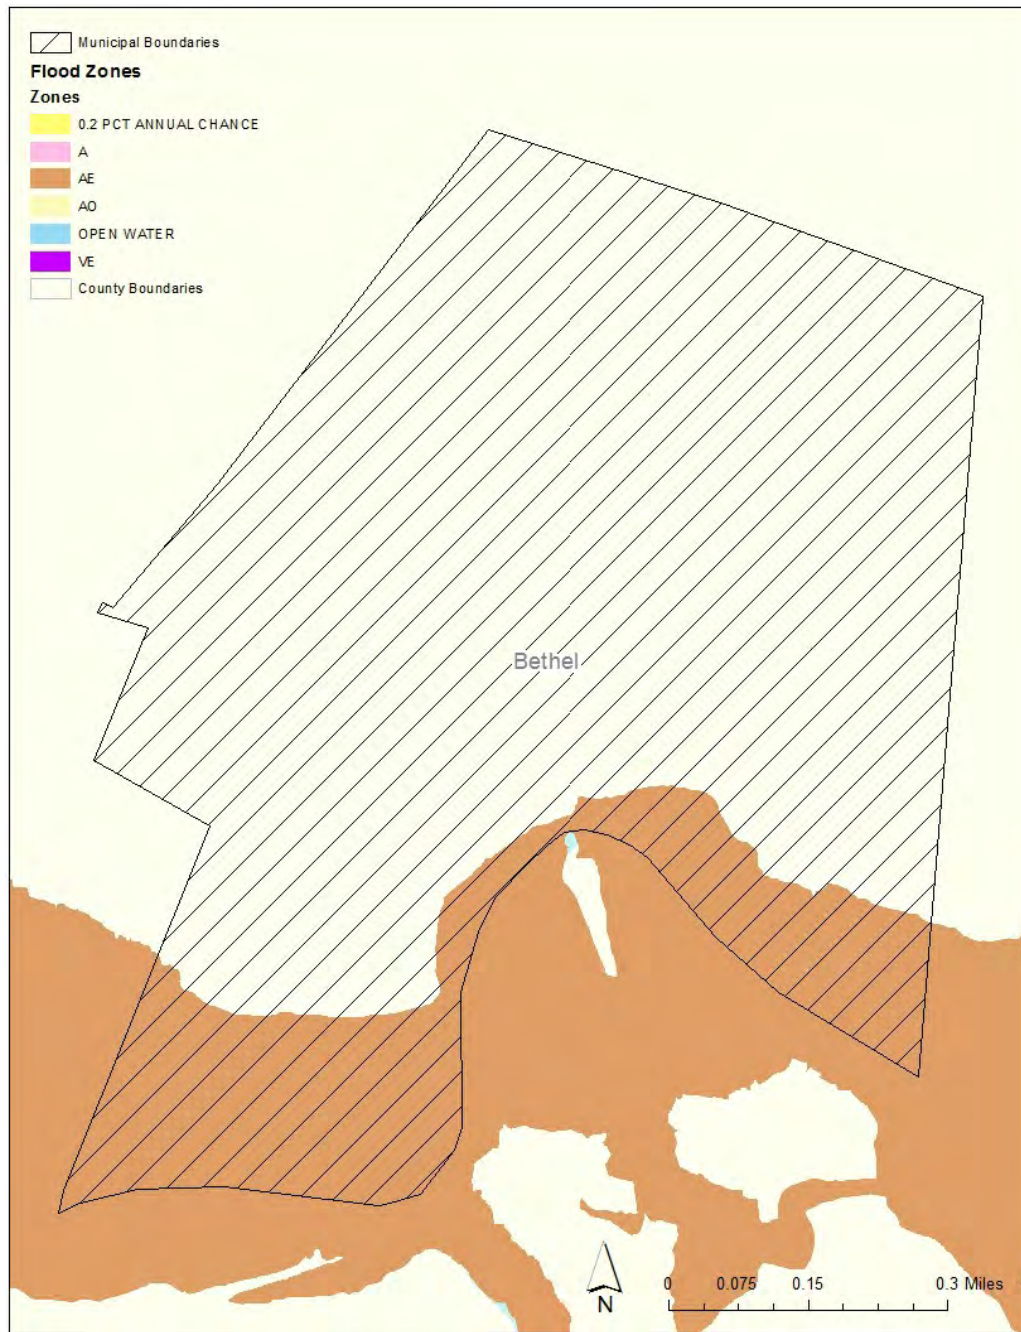 Municipal Boundaries
Flood Zones
Zones
0.2 PCT ANNUAL CHANCE
A
AE
AO
OPEN WATER
VE
County Boundaries
Bethel
N
0 0.075 0.15 0.3 Miles